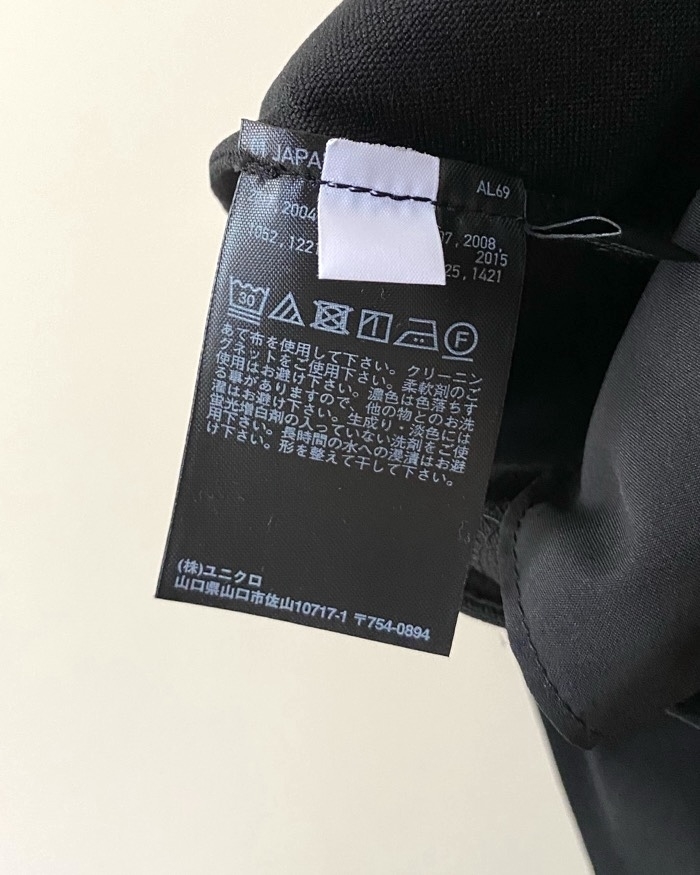 JAPA
AL69
2004
07, 2008,
2015
1062, 1221
25, 1421
30
F
あて布を使用して下さい。クリーニン
グネットをご使用下さい。柔軟剤のご
使用はお避け下さい。濃色は色落ちす
る事がありますので、他の物とのお洗
濯はお避け下さい。生成り・淡色には
蛍光増白剤の入っていない洗剤をご使
用下さい。長時間の水への浸漬はお避
け下さい。形を整えて干して下さい。
(株)ユニクロ
山口県山口市佐山10717-1 〒754-0894